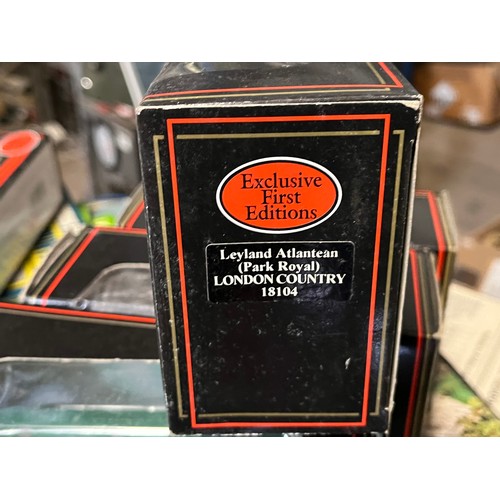 Exclusive
First
Editions
Leyland Atlantean
(Park Royal)
LONDON COUNTRY
18104